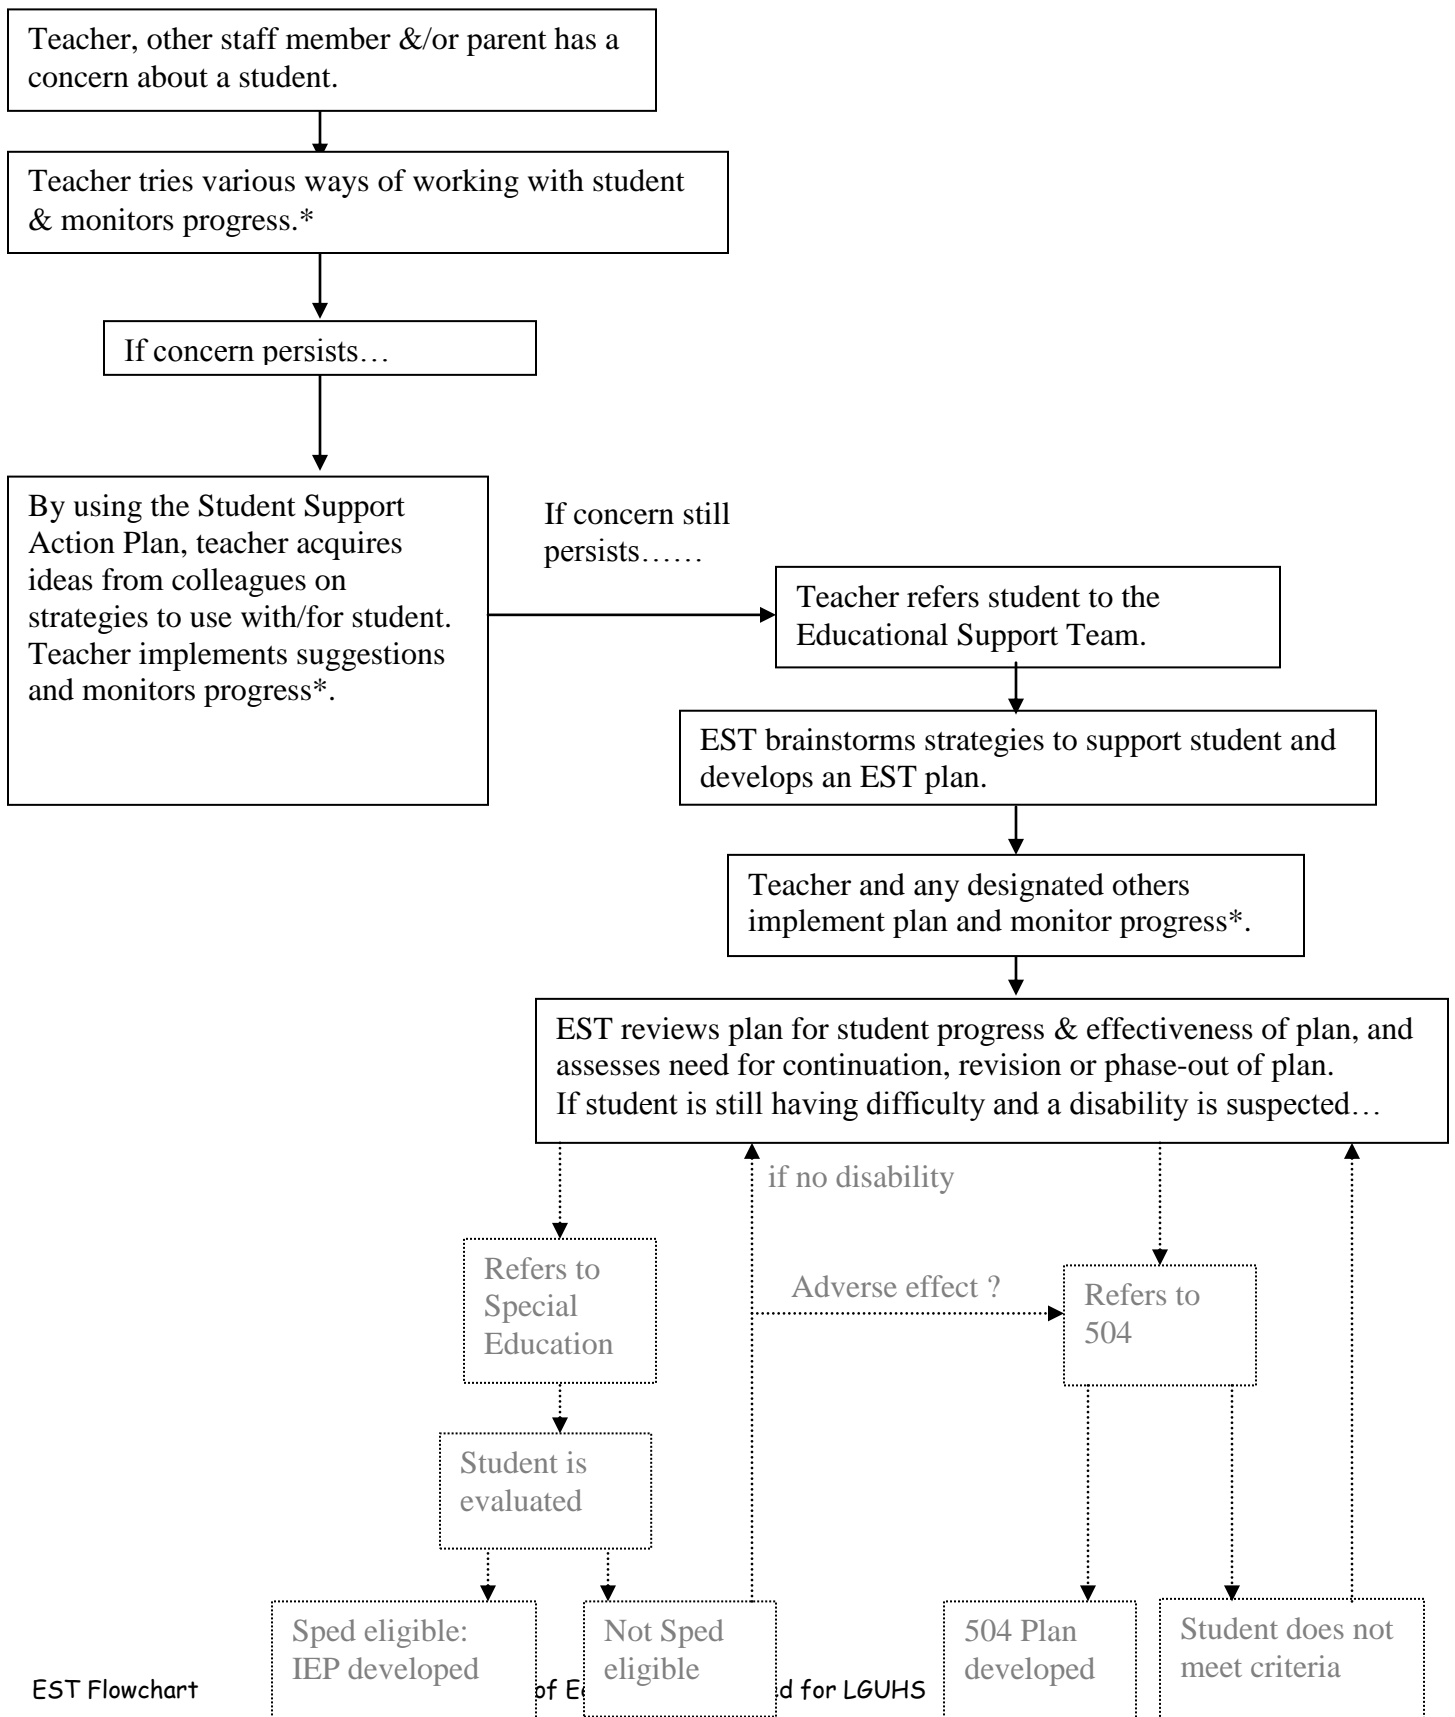 Teacher, other staff member &/or parent has a
concern about a student.
Teacher tries various ways of working with student
& monitors progress.*
If concern persists…
By using the Student Support
Action Plan, teacher acquires
ideas from colleagues on
strategies to use with/for student.
Teacher implements suggestions
and monitors progress*.
If concern still
persists……
Teacher refers student to the
Educational Support Team.
EST brainstorms strategies to support student and
develops an EST plan.
Teacher and any designated others
implement plan and monitor progress*.
EST reviews plan for student progress & effectiveness of plan, and
assesses need for continuation, revision or phase-out of plan.
If student is still having difficulty and a disability is suspected…
if no disability
Refers to
Special
Education
Adverse effect ?
Refers to
504
Student is
evaluated
Sped eligible:
IEP developed
Not Sped
eligible
504 Plan
developed
Student does not
meet criteria
EST Flowchart of for LGUHS